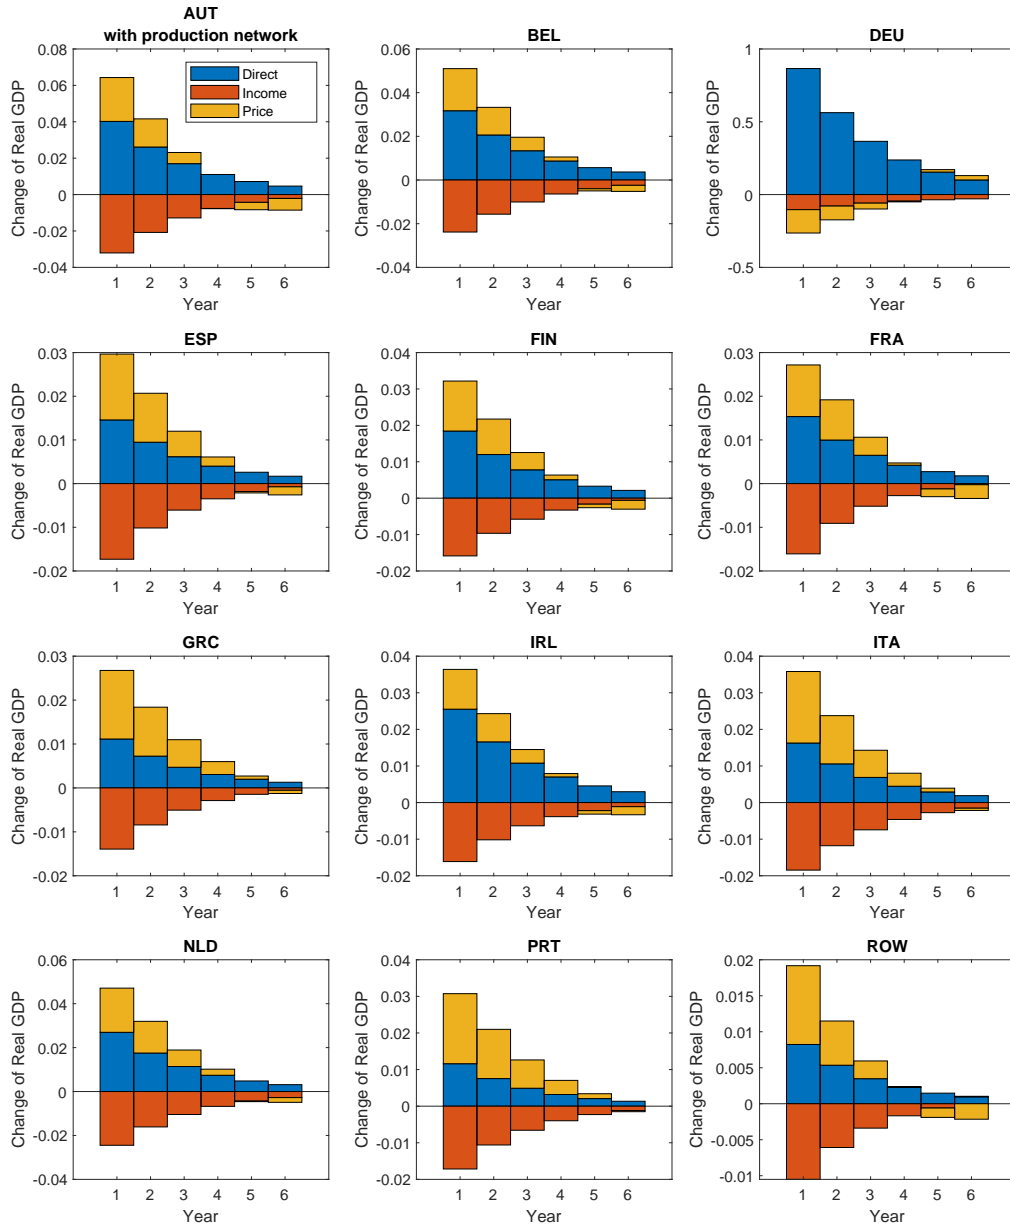 AUT
with production network
Change of Real GDP
0.08
0.06
0.04
0.02
0
-0.02
-0.04
Direct
Income
Price
1 2 3 4 5 6
Year
BEL
Change of Real GDP
0.06
0.04
0.02
0
-0.02
-0.04
1 2 3 4 5 6
Year
DEU
Change of Real GDP
1
0.5
0
-0.5
1 2 3 4 5 6
Year
ESP
Change of Real GDP
0.03
0.02
0.01
0
-0.01
-0.02
1 2 3 4 5 6
Year
FIN
Change of Real GDP
0.04
0.03
0.02
0.01
0
-0.01
-0.02
1 2 3 4 5 6
Year
FRA
Change of Real GDP
0.03
0.02
0.01
0
-0.01
-0.02
1 2 3 4 5 6
Year
GRC
Change of Real GDP
0.03
0.02
0.01
0
-0.01
-0.02
1 2 3 4 5 6
Year
IRL
Change of Real GDP
0.04
0.03
0.02
0.01
0
-0.01
-0.02
1 2 3 4 5 6
Year
ITA
Change of Real GDP
0.04
0.03
0.02
0.01
0
-0.01
-0.02
1 2 3 4 5 6
Year
NLD
Change of Real GDP
0.06
0.04
0.02
0
-0.02
-0.04
1 2 3 4 5 6
Year
PRT
Change of Real GDP
0.04
0.03
0.02
0.01
0
-0.01
-0.02
1 2 3 4 5 6
Year
ROW
Change of Real GDP
0.02
0.015
0.01
0.005
0
-0.005
-0.01
1 2 3 4 5 6
Year